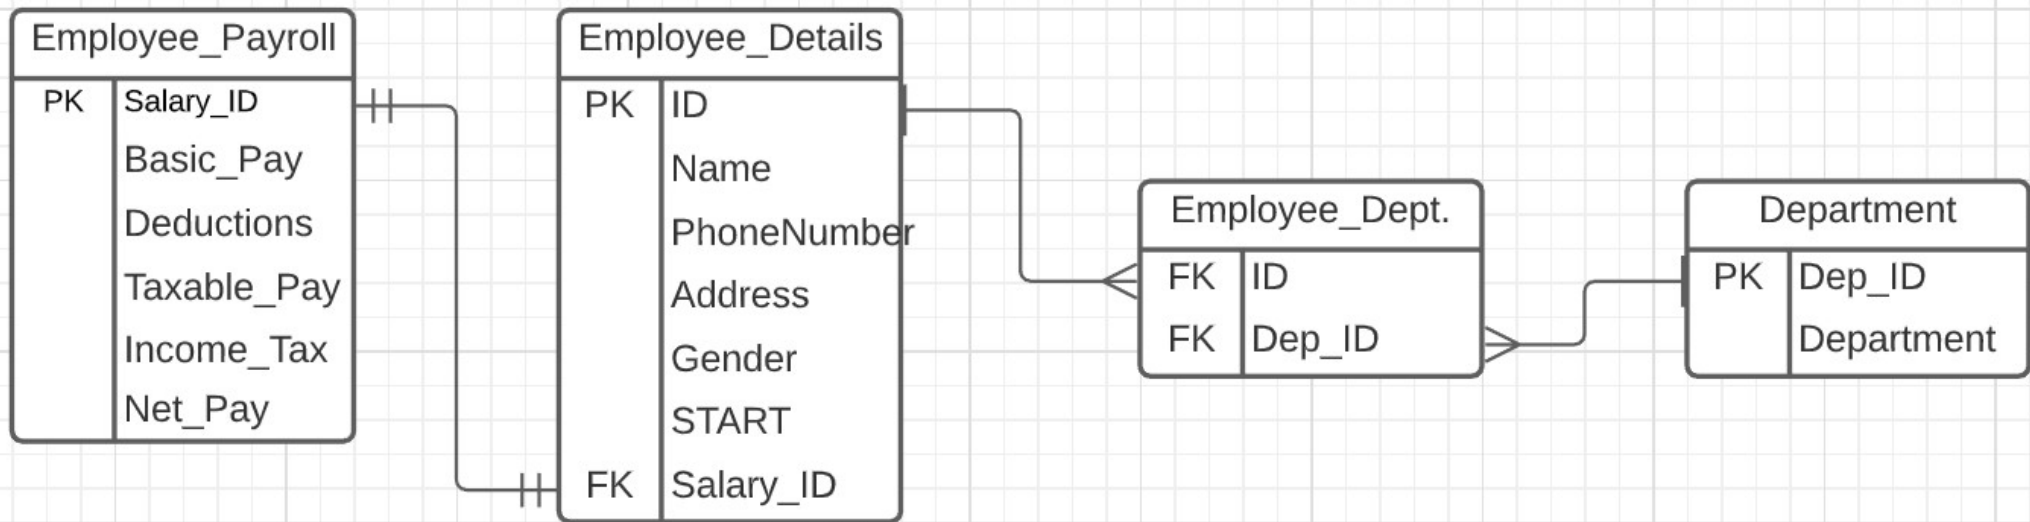 Employee_Payroll
PK Salary_ID
Basic_Pay
Deductions
Taxable_Pay
Income_Tax
Net_Pay
Employee_Details
PK ID
Name
PhoneNumber
Address
Gender
START
FK Salary_ID
Employee_Dept.
FK ID
FK Dep_ID
Department
PK Dep_ID
Department